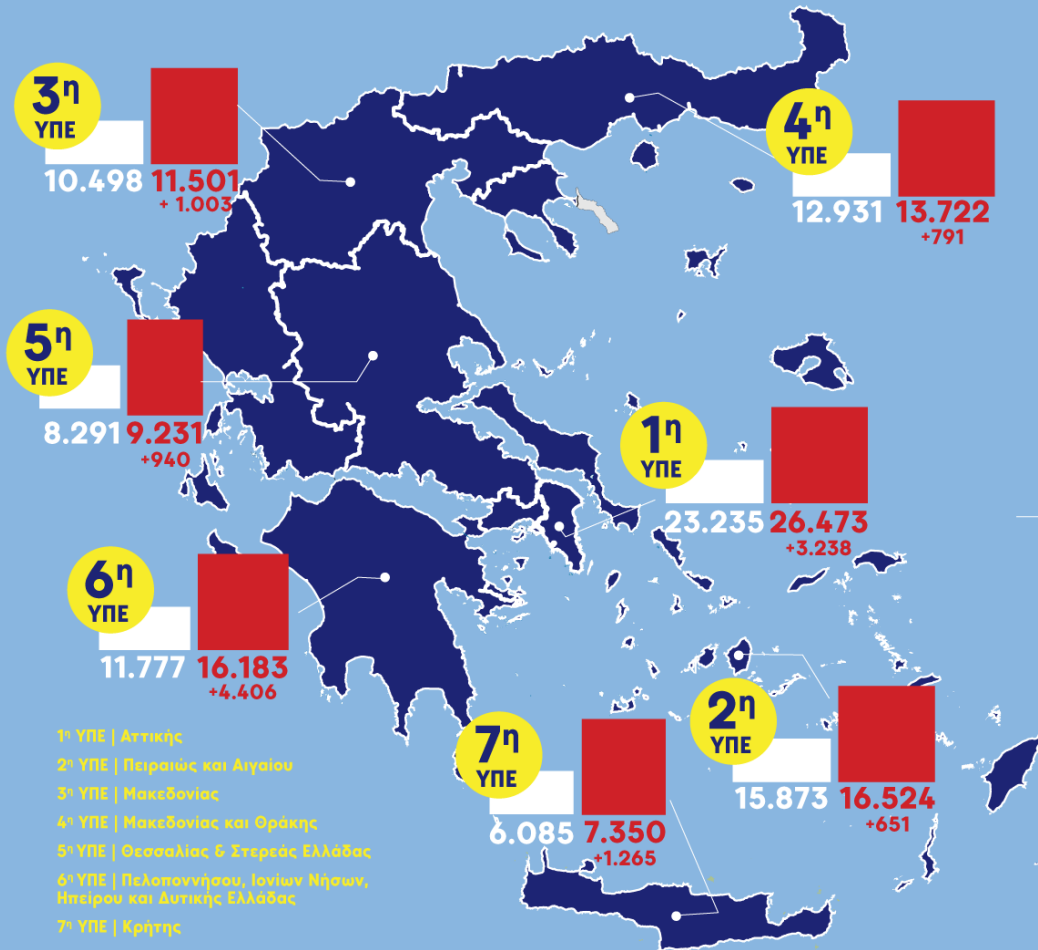 3η
ΥΠΕ
10.498 11.501
+ 1.003
4η
ΥΠΕ
12.931 13.722
+791
5η
ΥΠΕ
8.291 9.231
+940
1η
ΥΠΕ
23.235 26.473
+3.238
6η
ΥΠΕ
11.777 16.183
+4.406
2η
ΥΠΕ
15.873 16.524
+651
7η
ΥΠΕ
6.085 7.350
+1.265
1η ΥΠΕ | Αττικής
2η ΥΠΕ | Πειραιώς και Αιγαίου
3η ΥΠΕ | Μακεδονίας
4η ΥΠΕ | Μακεδονίας και Θράκης
5η ΥΠΕ | Θεσσαλίας & Στερεάς Ελλάδας
6η ΥΠΕ | Πελοποννήσου, Ιονίων Νήσων,
Ηπείρου και Δυτικής Ελλάδας
7η ΥΠΕ | Κρήτης